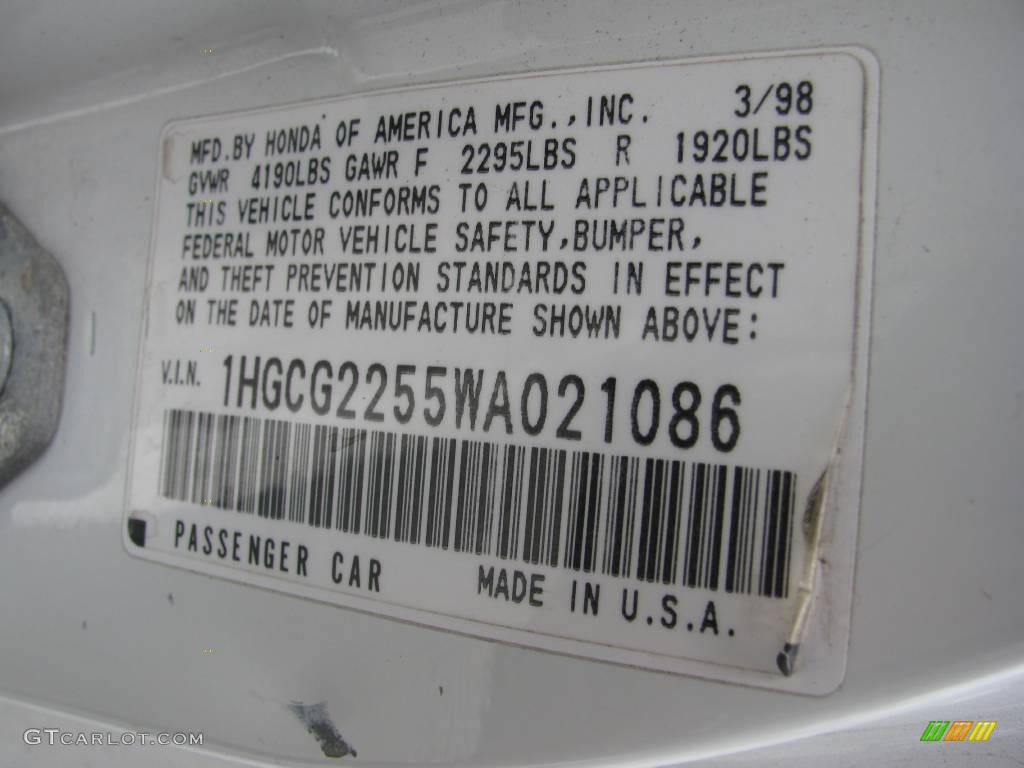 MFD.BY HONDA OF AMERICA MFG.,INC. 3/98
GVWR 4190LBS GAWR F 2295LBS R 1920LBS
THIS VEHICLE CONFORMS TO ALL APPLICABLE
FEDERAL MOTOR VEHICLE SAFETY,BUMPER,
AND THEFT PREVENTION STANDARDS IN EFFECT
ON THE DATE OF MANUFACTURE SHOWN ABOVE:
V.I.N. 1HGCG2255WA021086
PASSENGER CAR MADE IN U.S.A.
GTCARLOT.COM